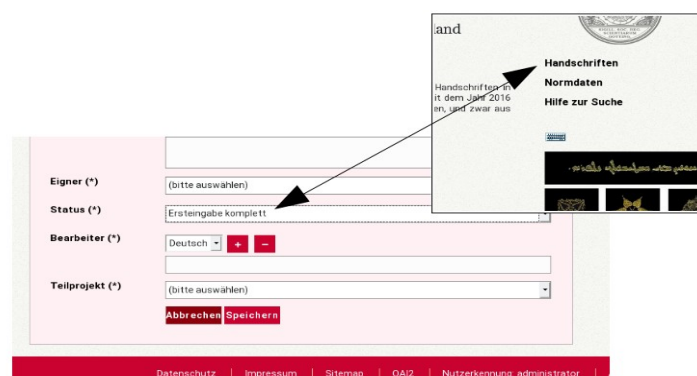 land
Handschriften
Normdaten
Hilfe zur Suche
Handschriften in
it dem Jahr 2016
en, und zwar aus
Eigner (*)
(bitte auswählen)
Status (*)
Ersteingabe komplett
Bearbeiter (*)
Deutsch
+
−
Teilprojekt (*)
(bitte auswählen)
Abbrechen Speichern
Datenschutz | Impressum | Sitemap | OAI2 | Nutzerkennung: administrator |